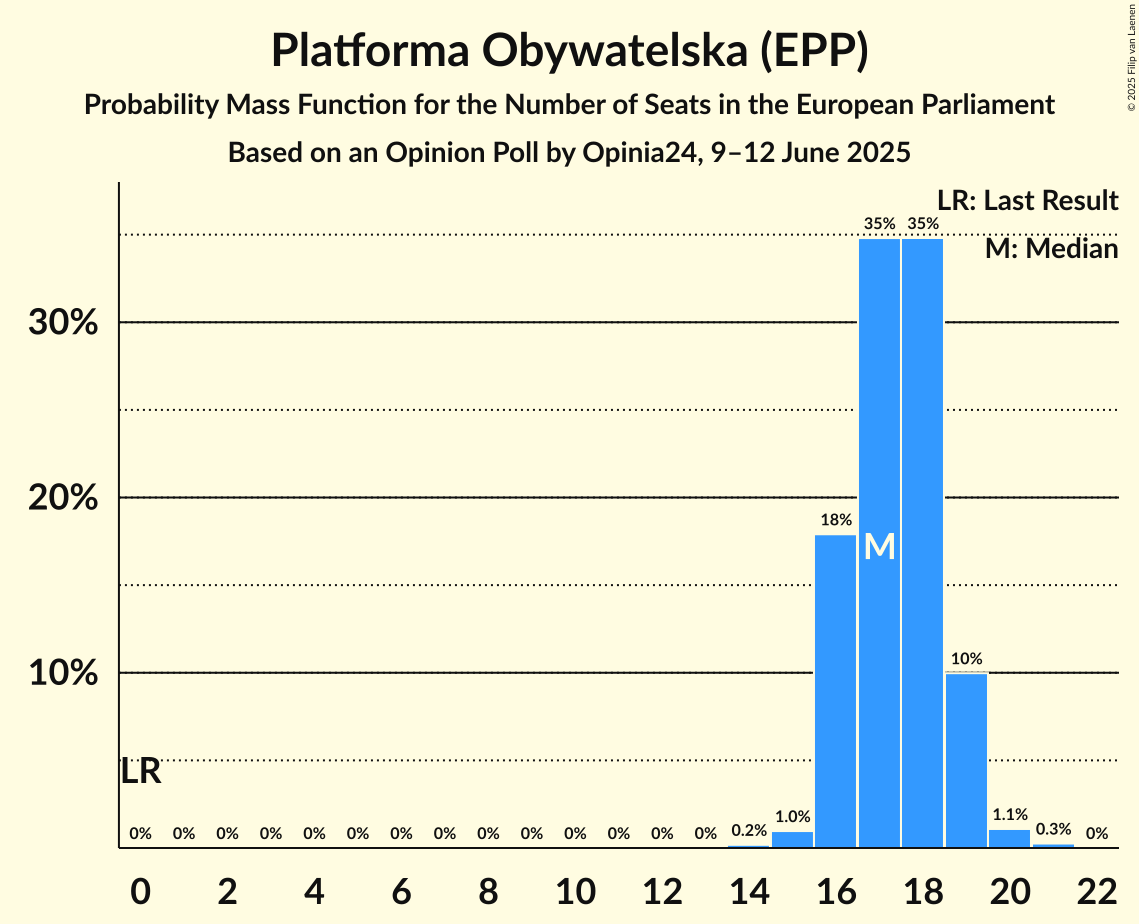 Platforma Obywatelska (EPP)
Probability Mass Function for the Number of Seats in the European Parliament
Based on an Opinion Poll by Opinia24, 9–12 June 2025
© 2025 Filip van Laenen
LR: Last Result
M: Median
35% 35%
30%
20%
18%
M
10%
10%
LR
0% 0% 0% 0% 0% 0% 0% 0% 0% 0% 0% 0% 0% 0% 0.2% 1.0% 1.1% 0.3% 0%
0 2 4 6 8 10 12 14 16 18 20 22